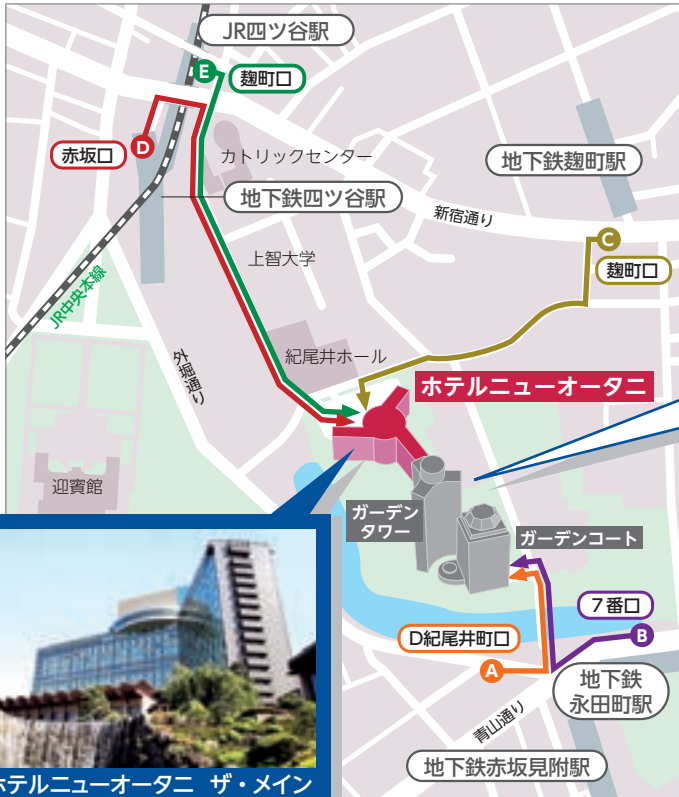 JR四ツ谷駅
E
麹町口
赤坂口
D
カトリックセンター
地下鉄麹町駅
地下鉄四ツ谷駅
新宿通り
C
麹町口
上智大学
JR中央本線
外堀通り
紀尾井ホール
ホテルニューオータニ
迎賓館
ガーデン
タワー
ガーデンコート
7番口
D紀尾井町口
B
A
地下鉄
永田町駅
青山通り
地下鉄赤坂見附駅
ホテルニューオータニ ザ・メイン